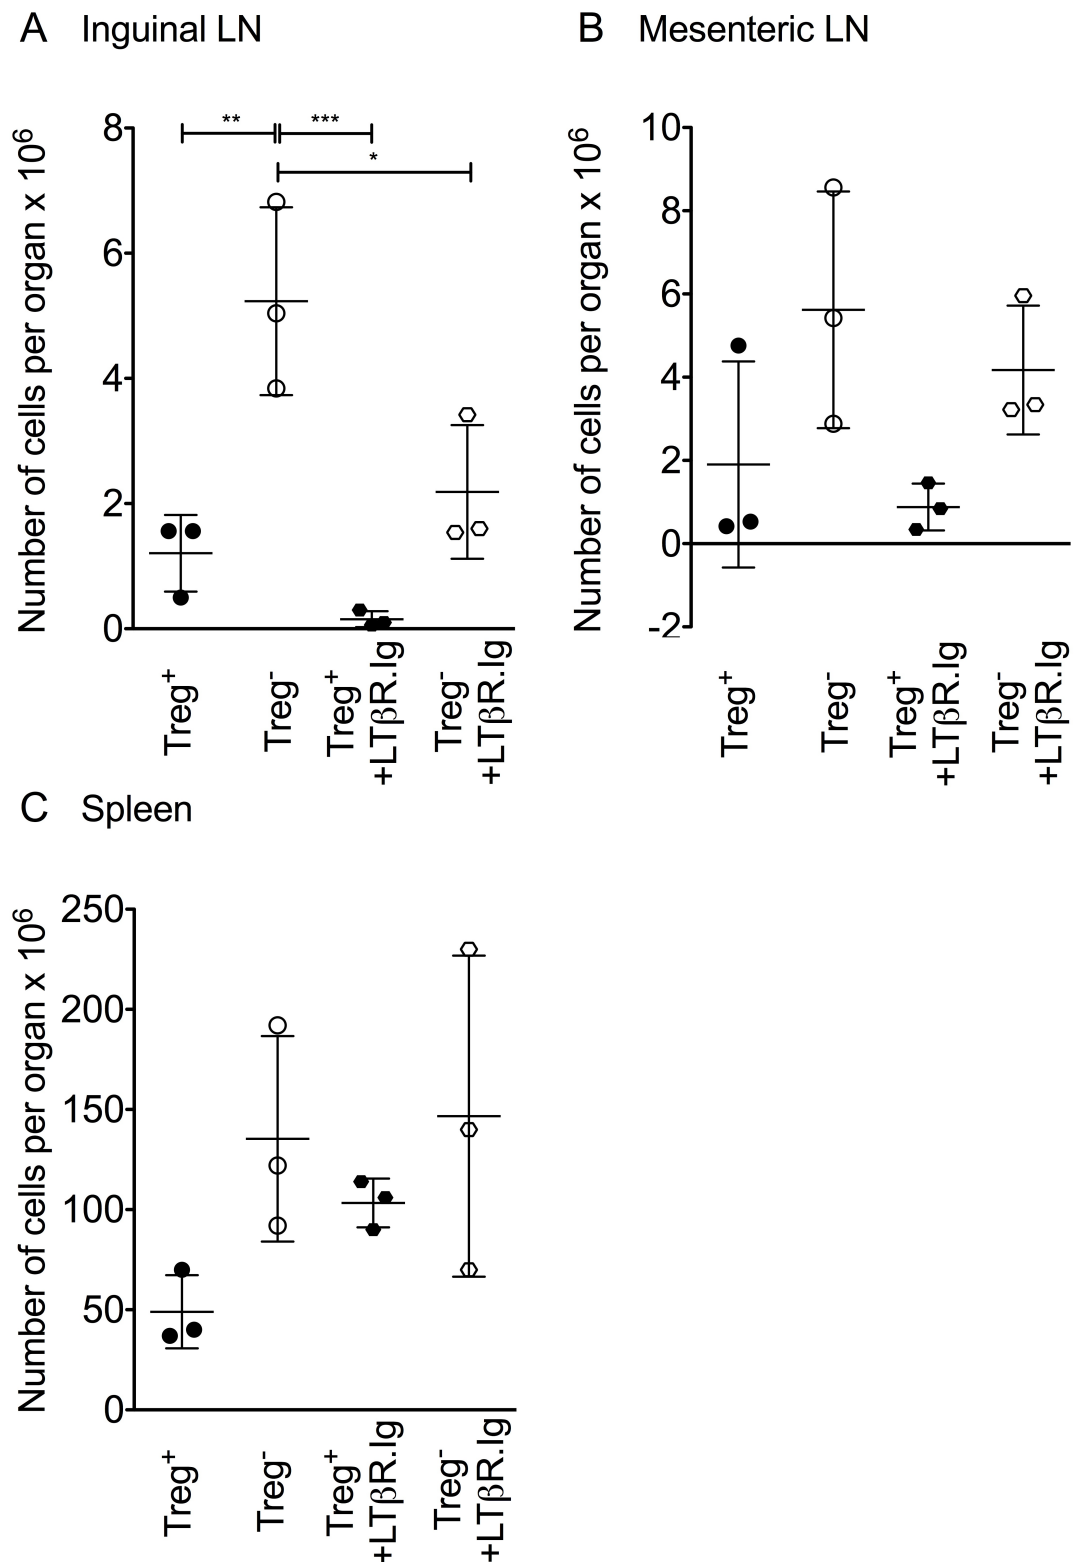 A Inguinal LN
Number of cells per organ x 10⁶
8
6
4
2
0
**
***
*
Treg⁺
Treg⁻
Treg⁺
+LTβR.Ig
Treg⁻
+LTβR.Ig
B Mesenteric LN
Number of cells per organ x 10⁶
10
8
6
4
2
0
-2
Treg⁺
Treg⁻
Treg⁺
+LTβR.Ig
Treg⁻
+LTβR.Ig
C Spleen
Number of cells per organ x 10⁶
250
200
150
100
50
0
Treg⁺
Treg⁻
Treg⁺
+LTβR.Ig
Treg⁻
+LTβR.Ig